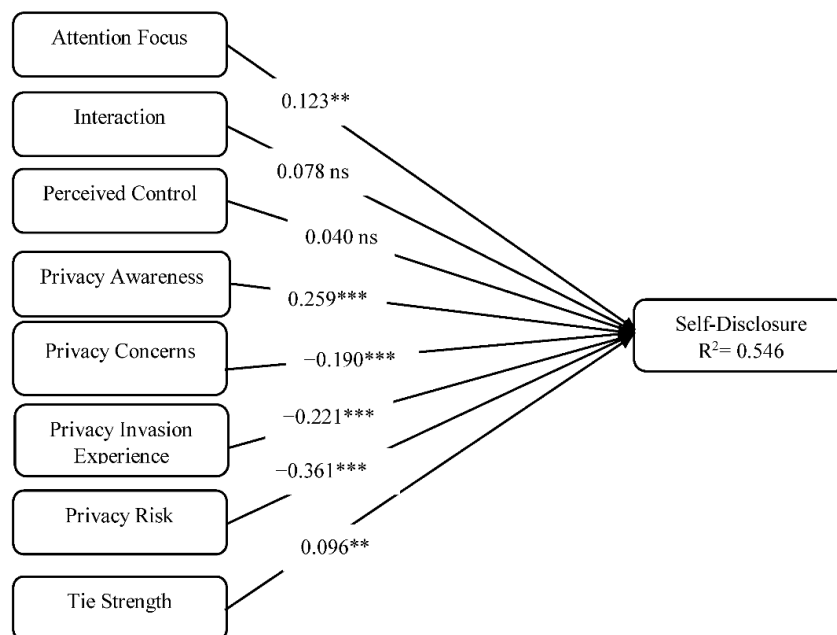 Attention Focus
0.123**
Interaction
0.078 ns
Perceived Control
0.040 ns
Privacy Awareness
0.259***
Privacy Concerns
−0.190***
Privacy Invasion
Experience
−0.221***
Privacy Risk
−0.361***
Tie Strength
0.096**
Self-Disclosure
R²= 0.546